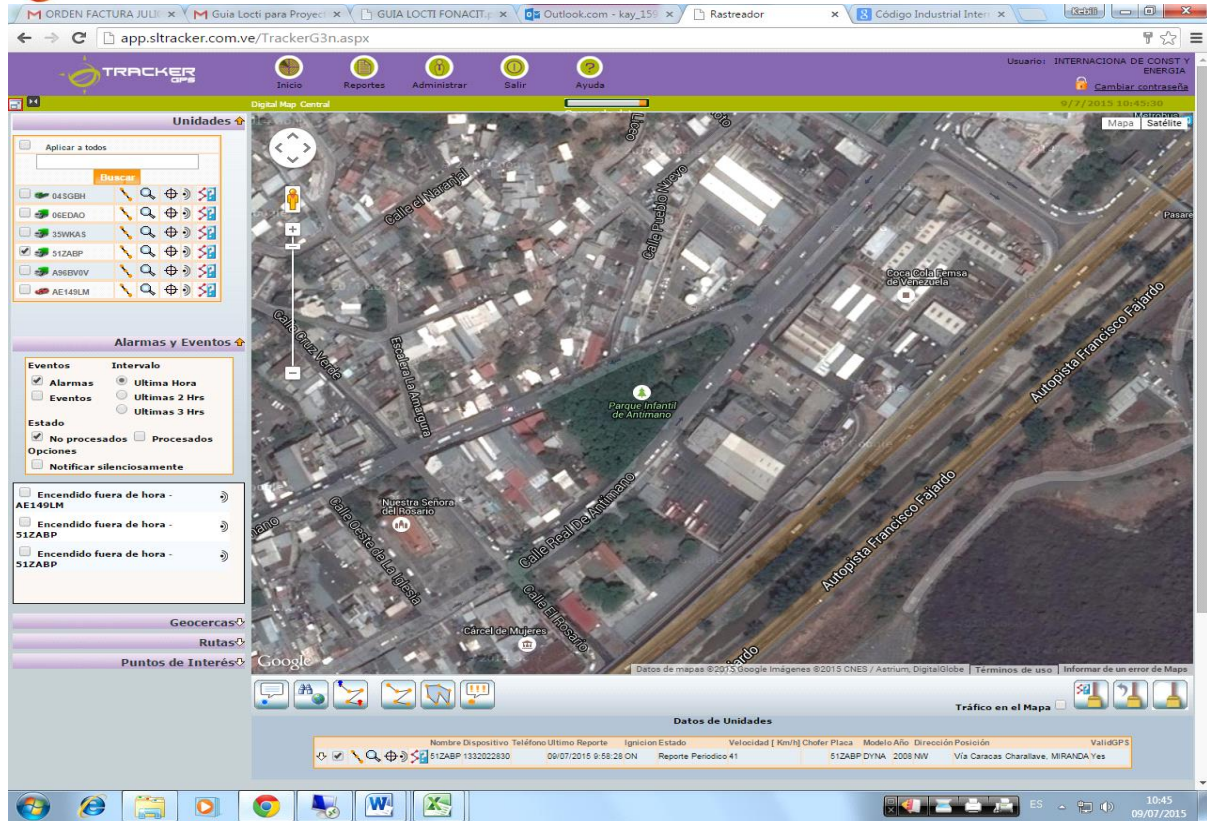 ORDEN FACTURA JULI
Guia Locti para Proyec
GUIA LOCTI FONACIT.p
Outlook.com - kay_159
Rastreador
Código Industrial Inter
app.sltracker.com.ve/TrackerG3n.aspx
TRACKER
GPS
Inicio
Reportes
Administrar
Salir
Ayuda
Usuario: INTERNACIONA DE CONST Y
ENERGIA
Cambiar contraseña
Digital Map Central
9/7/2015 10:45:30
Unidades
Aplicar a todos
Buscar
04SGBH
06EDAO
35WKAS
51ZABP
A96BV0V
AE149LM
Alarmas y Eventos
Eventos Intervalo
Alarmas Ultima Hora
Eventos Ultimas 2 Hrs
Ultimas 3 Hrs
Estado
No procesados Procesados
Opciones
Notificar silenciosamente
Encendido fuera de hora -
AE149LM
Encendido fuera de hora -
51ZABP
Encendido fuera de hora -
51ZABP
Geocercas
Rutas
Puntos de Interés
Mapa Satélite
Metrobus
Liceo
Calle el Naranjal
Calle Pueblo Nuevo
Pasare
Coca Cola Femsa
de Venezuela
Autopista Francisco Fajardo
Calle Cruz Verde
Escalera La Amargura
Parque Infantil
de Antimano
Autopista Francisco Fajardo
Nuestra Señora
del Rosario
Calle Real De Antimano
Calle Oeste de La Iglesia
Calle El Rosario
Cárcel de Mujeres
Google
Datos de mapas ©2015 Google Imágenes ©2015 CNES / Astrium, DigitalGlobe
Términos de uso
Informar de un error de Maps
Tráfico en el Mapa
Datos de Unidades
Nombre Dispositivo Teléfono Ultimo Reporte Ignicion Estado Velocidad [ Km/h] Chofer Placa Modelo Año Dirección Posición ValidGPS
51ZABP 1332022830 09/07/2015 9:58:28 ON Reporte Periodico 41 51ZABP DYNA 2008 NW Vía Caracas Charallave, MIRANDA Yes
ES
10:45
09/07/2015